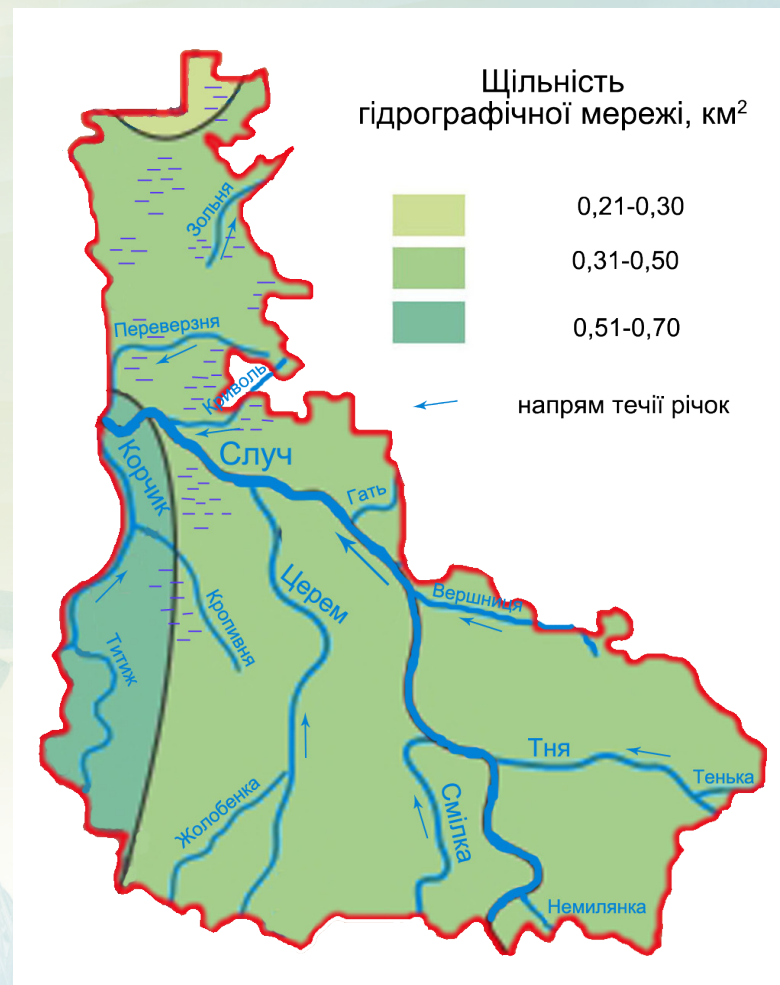 Щільність
гідрографічної мережі, км²
0,21-0,30
0,31-0,50
0,51-0,70
напрям течії річок
Зольня
Переверзня
Криволь
Случ
Корчик
Гать
Церем
Вершниця
Кропивня
Титиж
Тня
Тенька
Жолобенка
Смілка
Немилянка